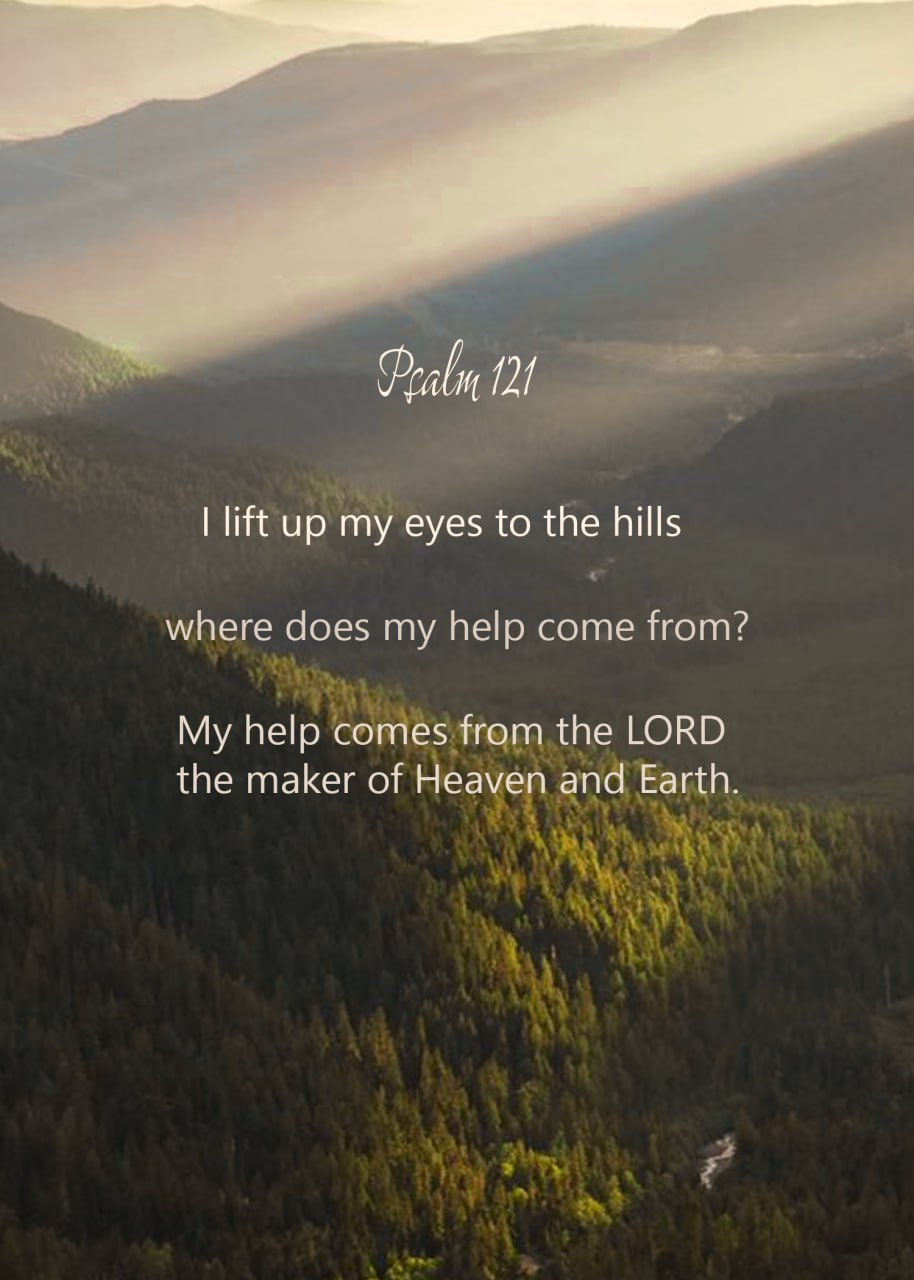 Psalm 121
I lift up my eyes to the hills
where does my help come from?
My help comes from the LORD
the maker of Heaven and Earth.